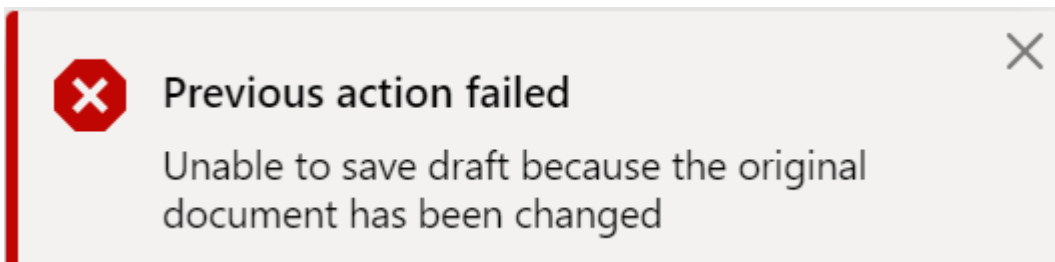 Previous action failed
Unable to save draft because the original
document has been changed